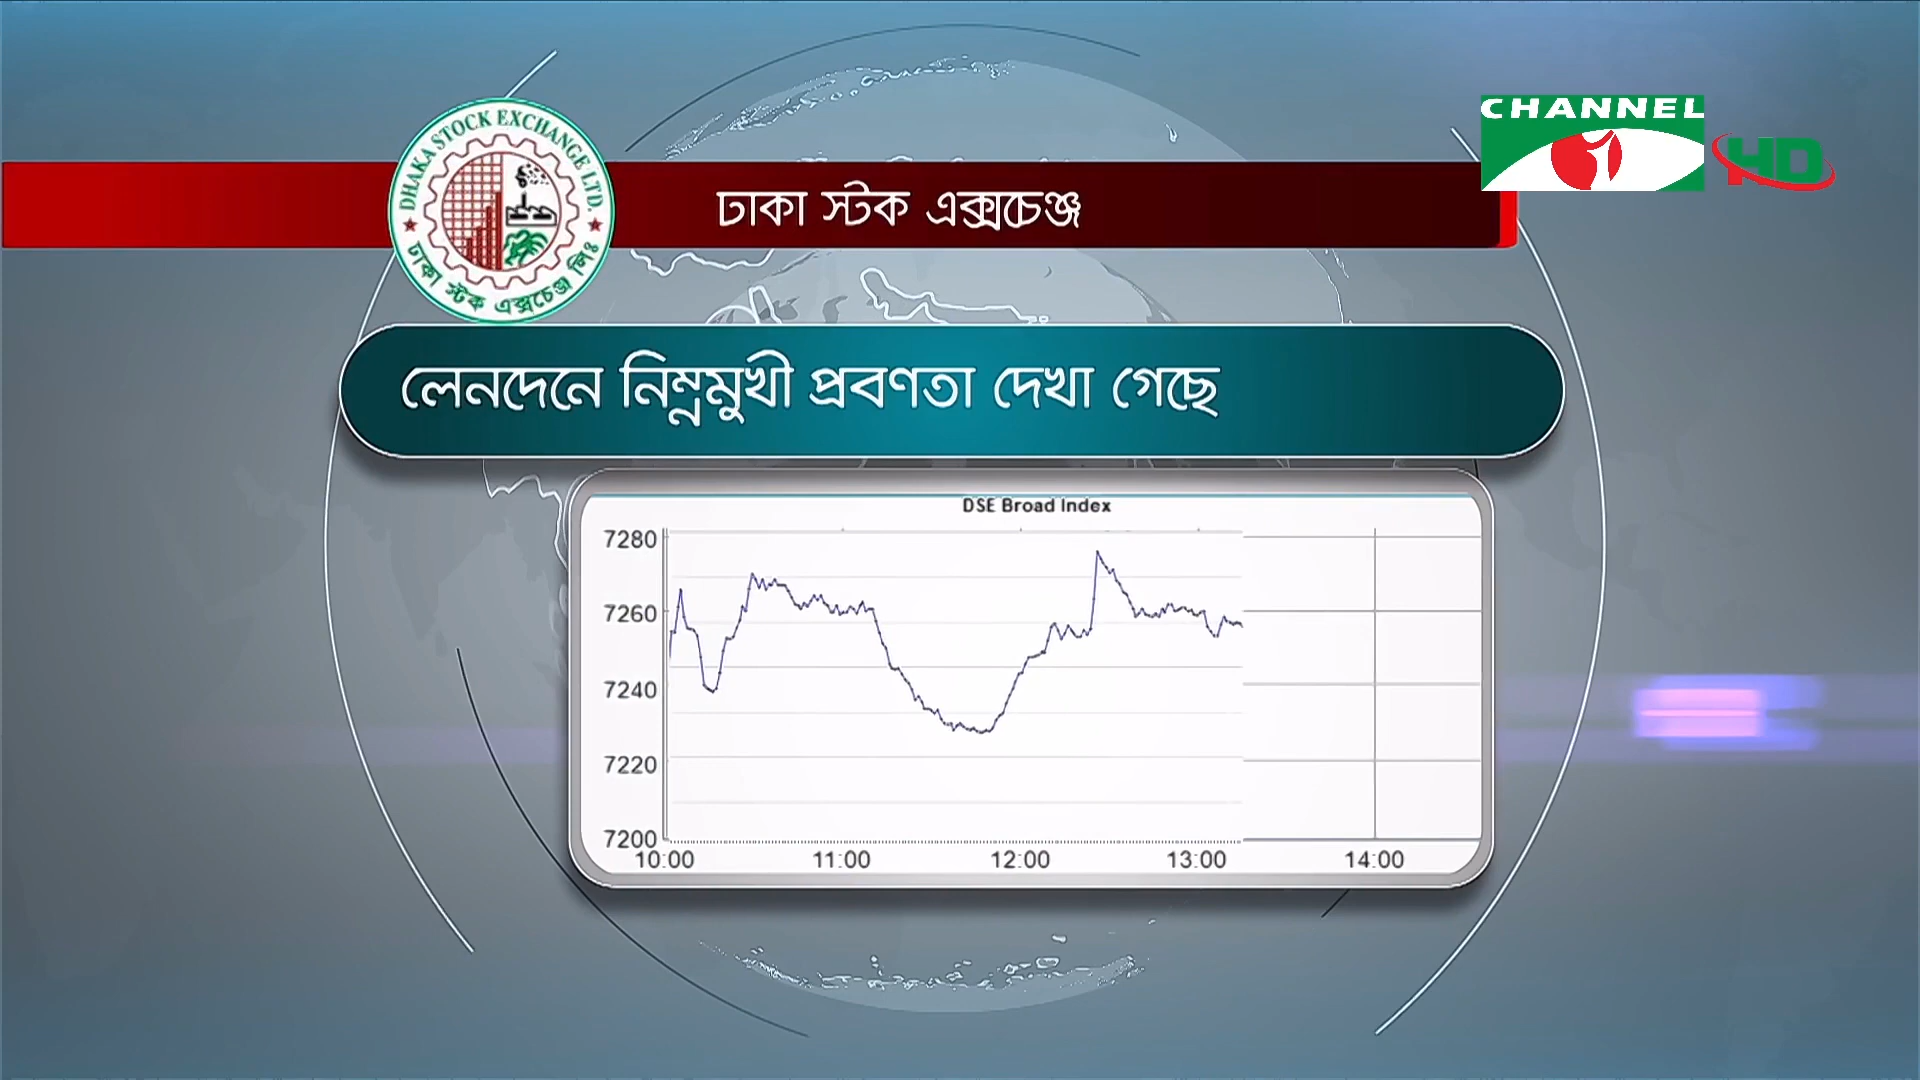 CHANNEL
i
HD
DHAKA STOCK EXCHANGE LTD.
ঢাকা স্টক এক্সচেঞ্জ লিঃ
ঢাকা স্টক এক্সচেঞ্জ
লেনদেনে নিম্নমুখী প্রবণতা দেখা গেছে
DSE Broad Index
7280
7260
7240
7220
7200
10:00 11:00 12:00 13:00 14:00